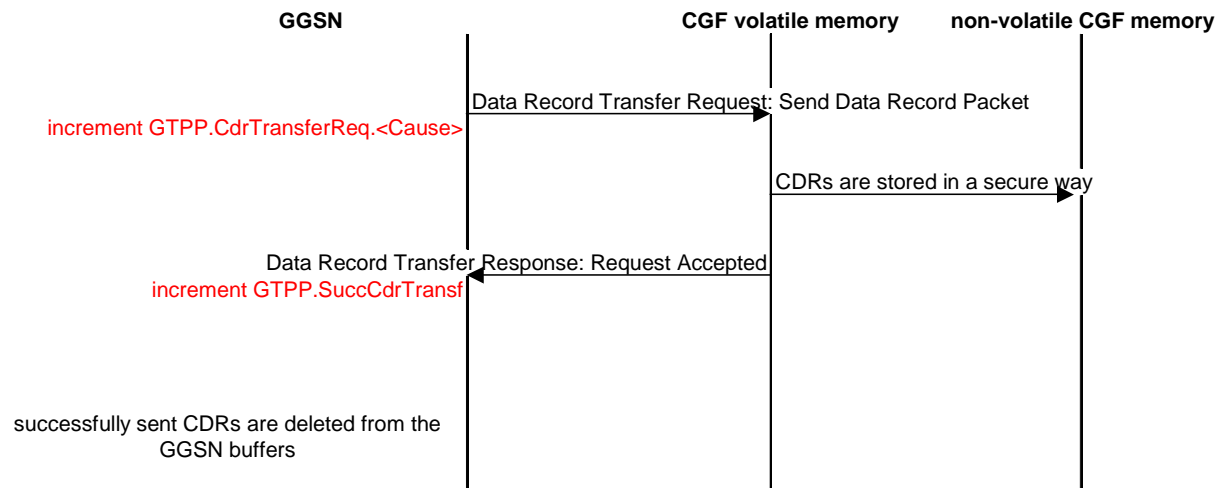 GGSN
CGF volatile memory
non-volatile CGF memory
Data Record Transfer Request: Send Data Record Packet
increment GTPP.CdrTransferReq.<Cause>
CDRs are stored in a secure way
Data Record Transfer Response: Request Accepted
increment GTPP.SuccCdrTransf
successfully sent CDRs are deleted from the
GGSN buffers